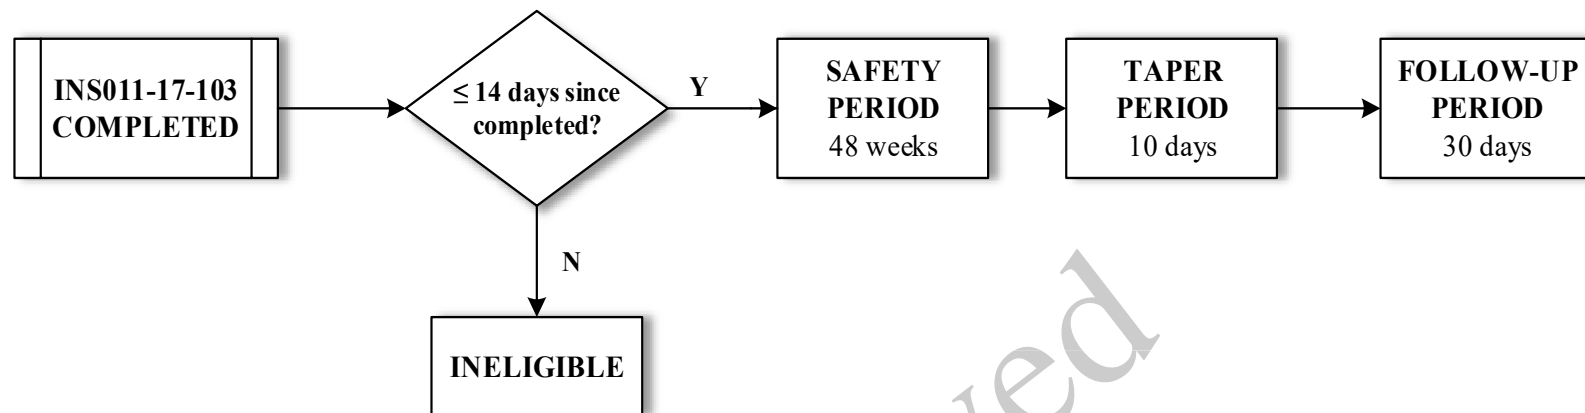 INS011-17-103
COMPLETED
≤ 14 days since
completed?
Y
SAFETY
PERIOD
48 weeks
TAPER
PERIOD
10 days
FOLLOW-UP
PERIOD
30 days
N
INELIGIBLE